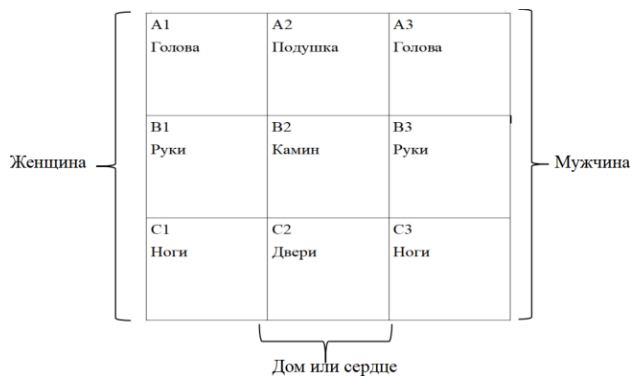 A1
Голова
A2
Подушка
A3
Голова
B1
Руки
B2
Камин
B3
Руки
Женщина
Мужчина
C1
Ноги
C2
Двери
C3
Ноги
Дом или сердце